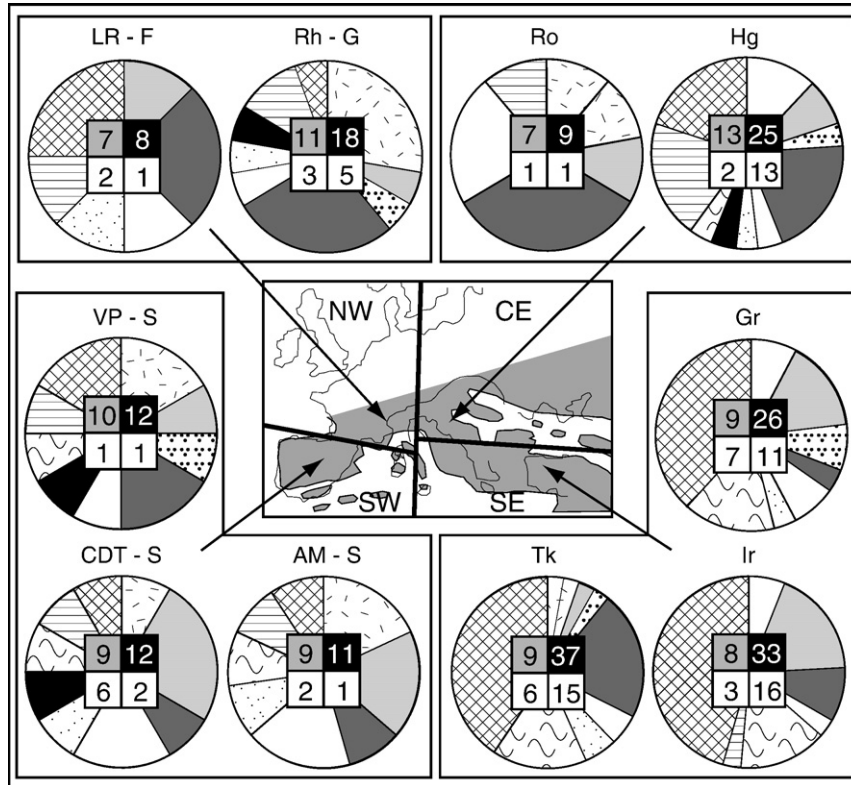 LR - F
Rh - G
Ro
Hg
7 8
2 1
11 18
3 5
7 9
1 1
13 25
2 13
NW
CE
SW
SE
VP - S
10 12
1 1
Gr
9 26
7 11
CDT - S
AM - S
9 12
6 2
9 11
2 1
Tk
Ir
9 37
6 15
8 33
3 16